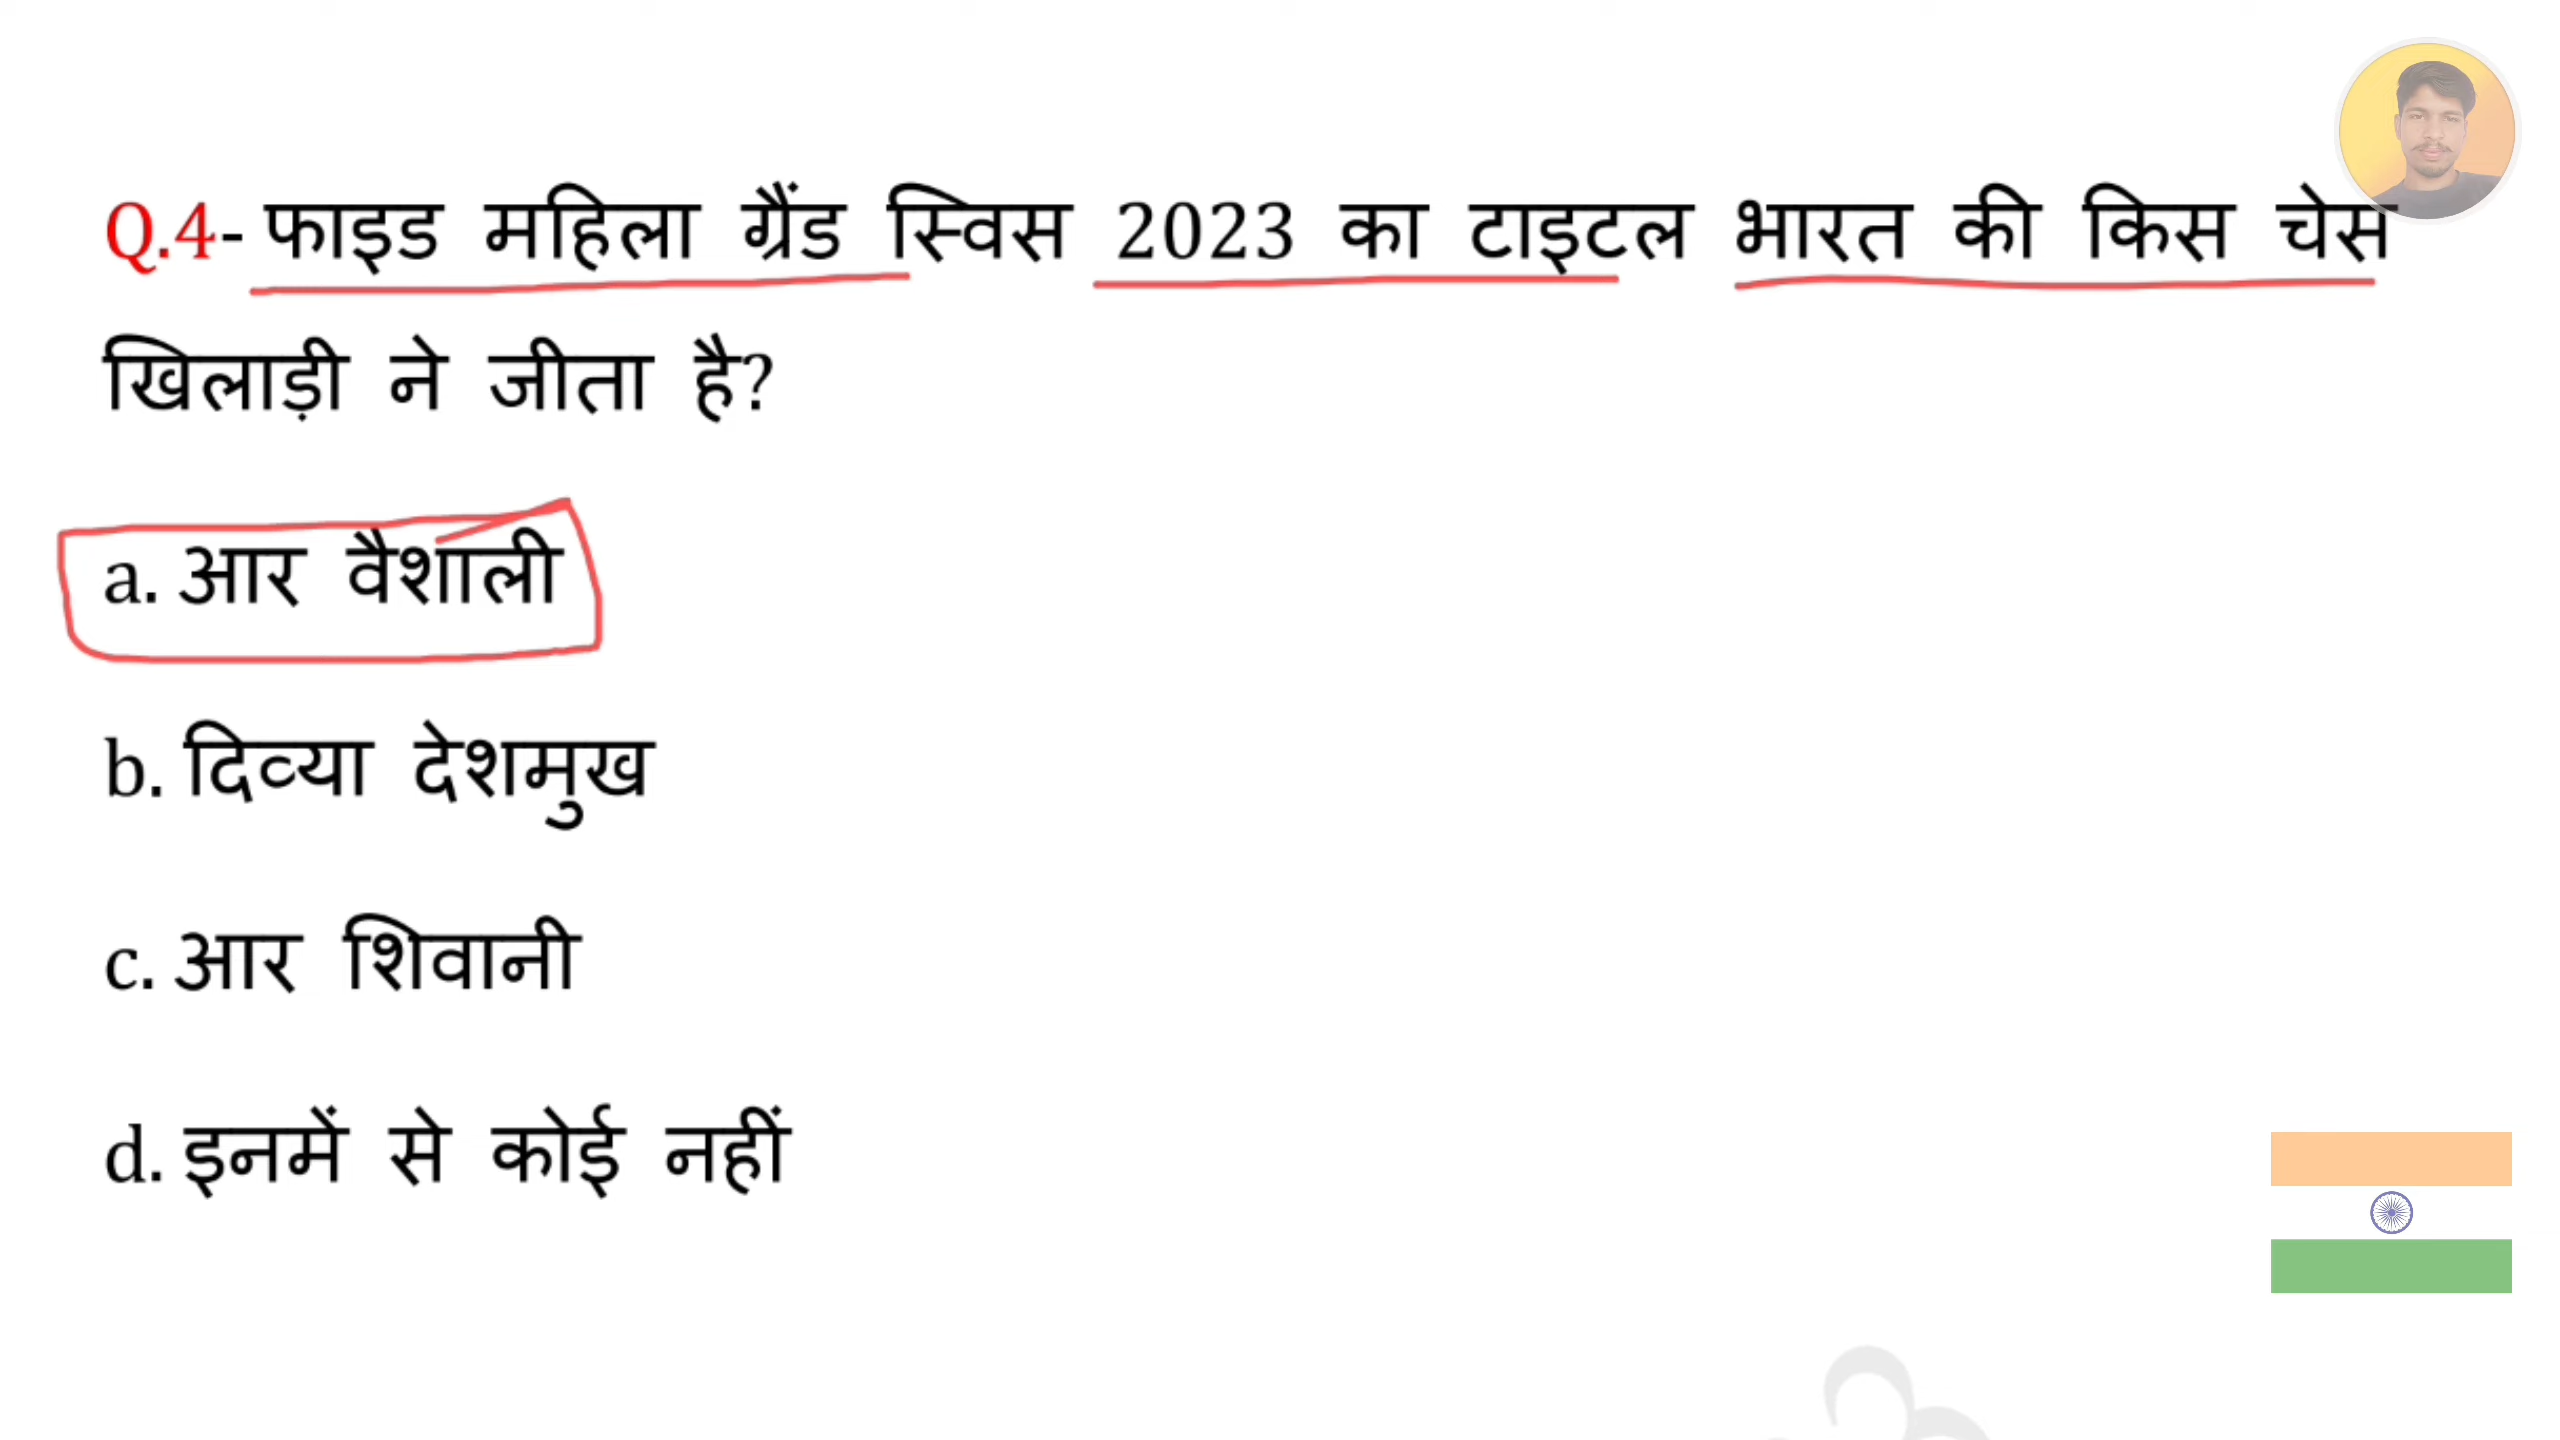 Q.4- फाइड महिला ग्रैंड स्विस 2023 का टाइटल भारत की किस चेस
खिलाड़ी ने जीता है?
a. आर वैशाली
b. दिव्या देशमुख
c. आर शिवानी
d. इनमें से कोई नहीं